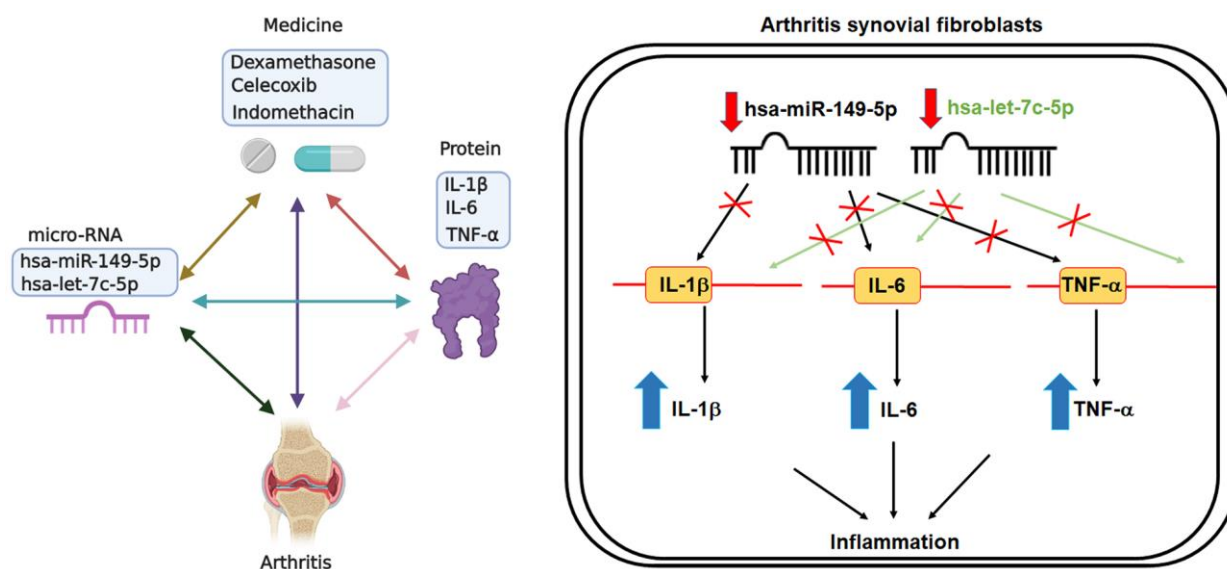 Medicine
Dexamethasone
Celecoxib
Indomethacin
Protein
IL-1β
IL-6
TNF-α
micro-RNA
hsa-miR-149-5p
hsa-let-7c-5p
Arthritis
Arthritis synovial fibroblasts
hsa-miR-149-5p
hsa-let-7c-5p
IL-1β
IL-6
TNF-α
IL-1β
IL-6
TNF-α
Inflammation